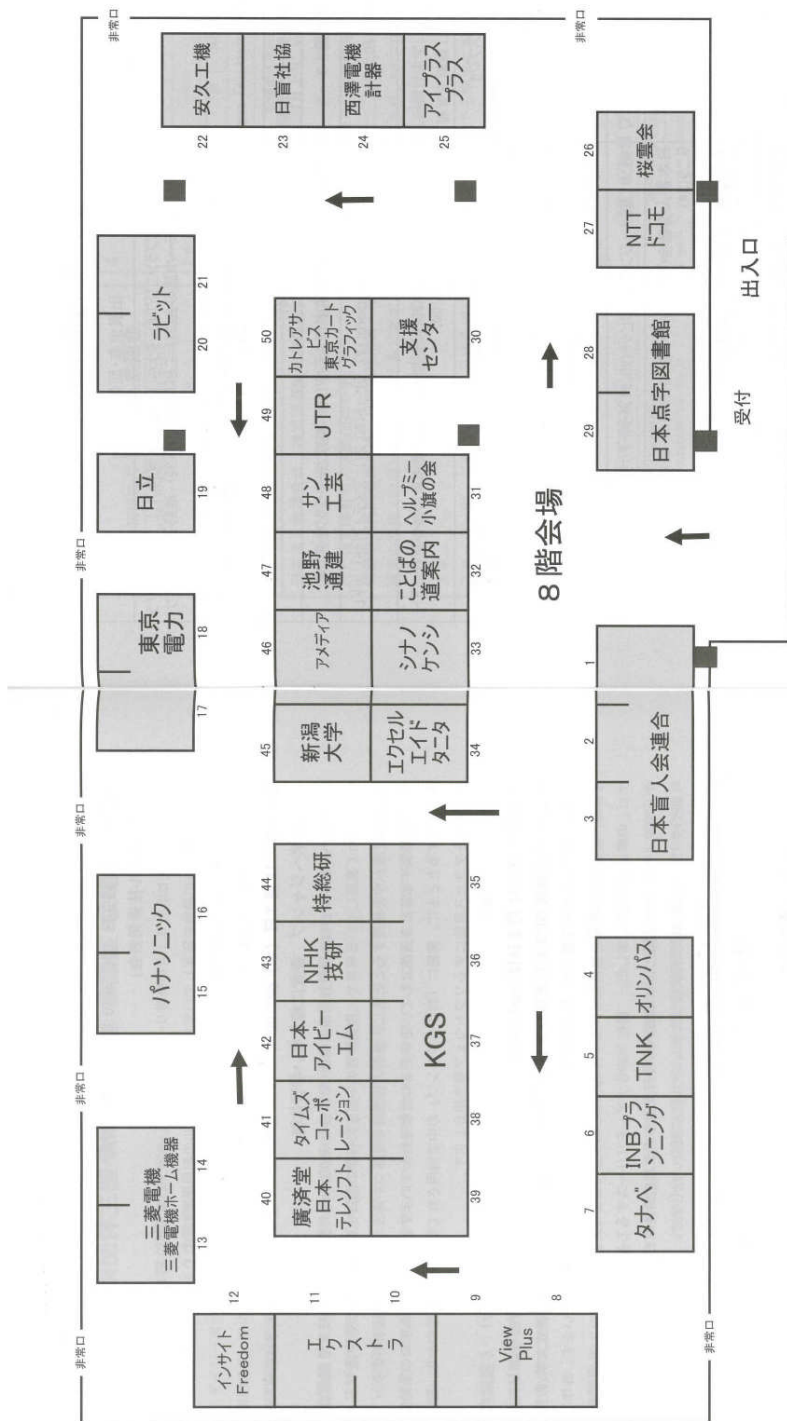 非常口
非常口
非常口
非常口
インサイト
Freedom
12
エクストラ
11
10
View
Plus
9
8
三菱電機
三菱電機ホーム機器
13
14
パナソニック
15
16
東京
電力
17
18
日立
19
ラビット
20
21
安久工機
22
日盲社協
23
西澤電機
計器
24
アイプラス
プラス
25
40
廣済堂
日本
テレソフト
41
タイムズ
コーポ
レーション
42
日本
アイビー
エム
43
NHK
技研
44
特総研
KGS
39
38
37
36
35
45
新潟
大学
46
アメディア
47
池野
通建
48
サン
工芸
49
JTR
50
カトレアサー
ビス
東京カート
グラフィック
エクセル
エイド
タニタ
34
シナノ
ケンシ
33
ことばの
道案内
32
ヘルプミー
小旗の会
31
支援
センター
30
8階会場
7
タナベ
6
INBプラ
ンニング
5
TNK
4
オリンパス
3
2
1
日本盲人会連合
29
28
日本点字図書館
27
NTT
ドコモ
26
桜雲会
受付
出入口
非常口
非常口
非常口